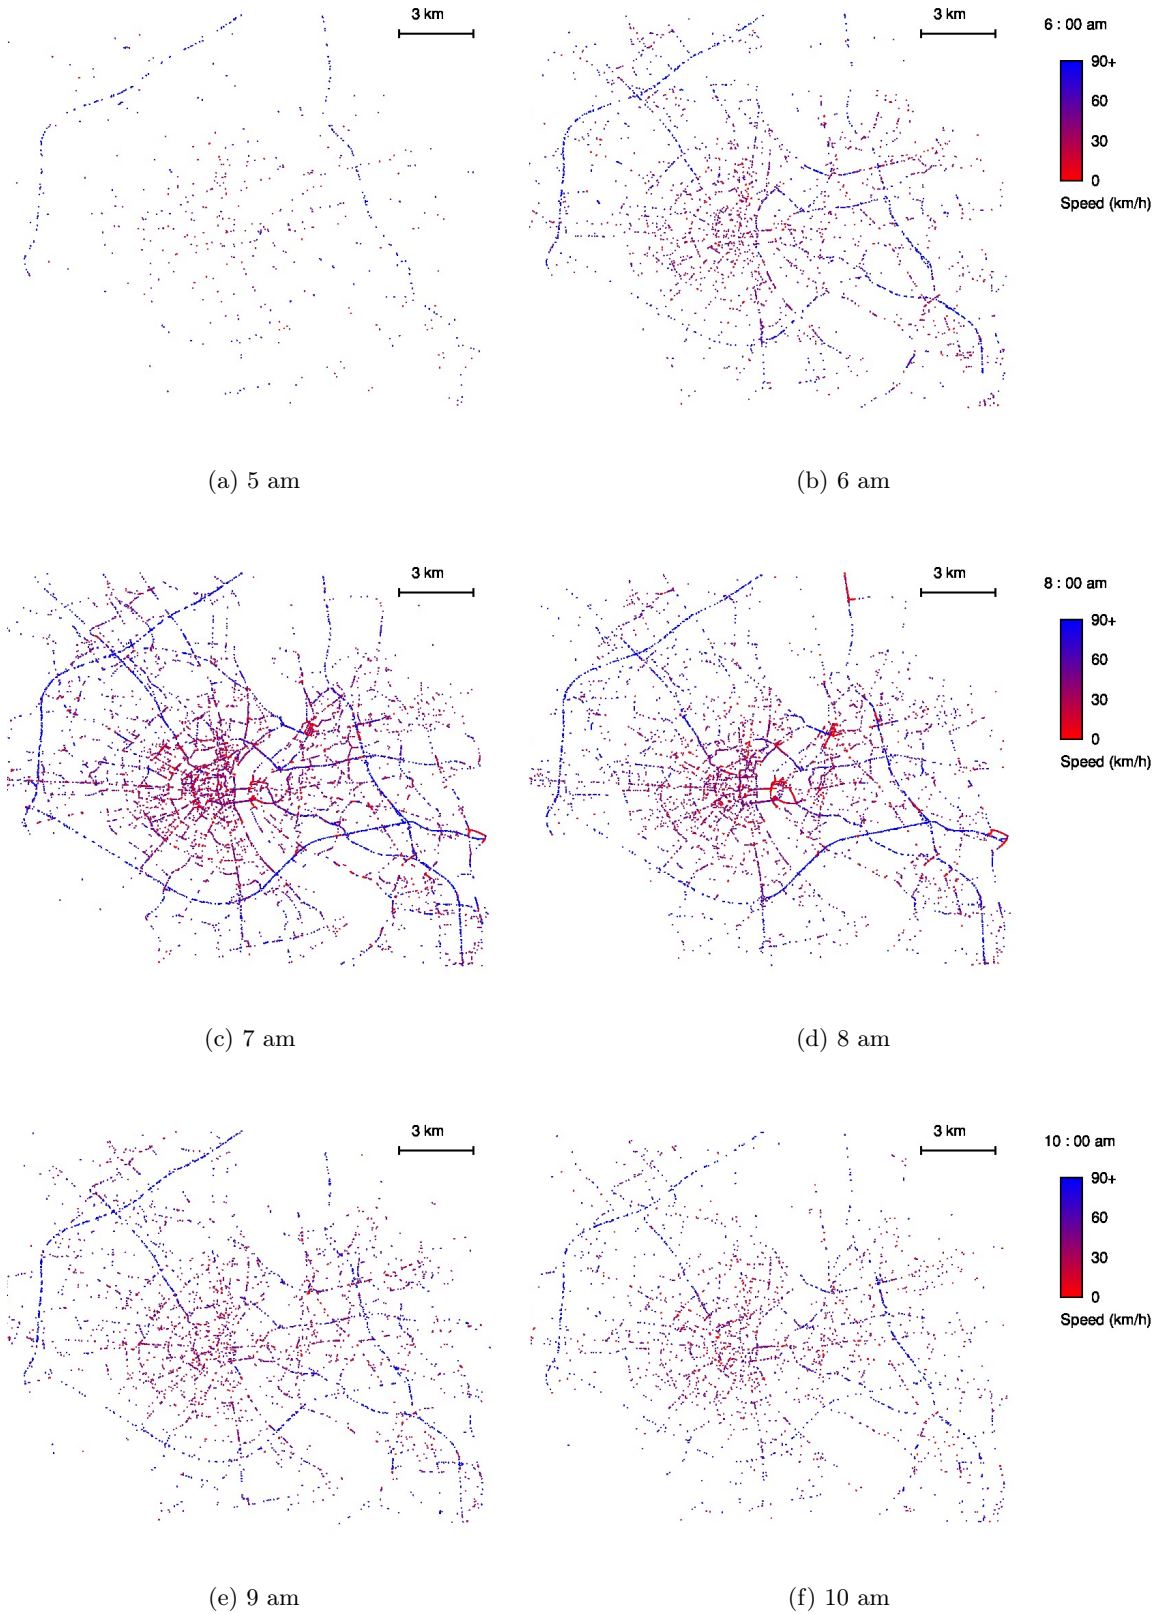 3 km
3 km
6 : 00 am
90+
60
30
0
Speed (km/h)
(a) 5 am
(b) 6 am
3 km
3 km
8 : 00 am
90+
60
30
0
Speed (km/h)
(c) 7 am
(d) 8 am
3 km
3 km
10 : 00 am
90+
60
30
0
Speed (km/h)
(e) 9 am
(f) 10 am